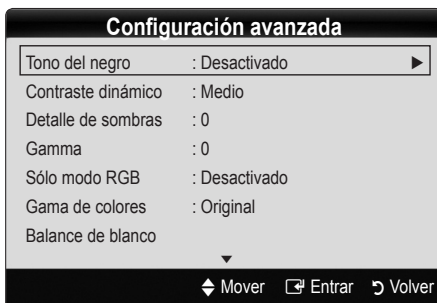 Configuración avanzada
Tono del negro : Desactivado
Contraste dinámico : Medio
Detalle de sombras : 0
Gamma : 0
Sólo modo RGB : Desactivado
Gama de colores : Original
Balance de blanco
Mover Entrar Volver